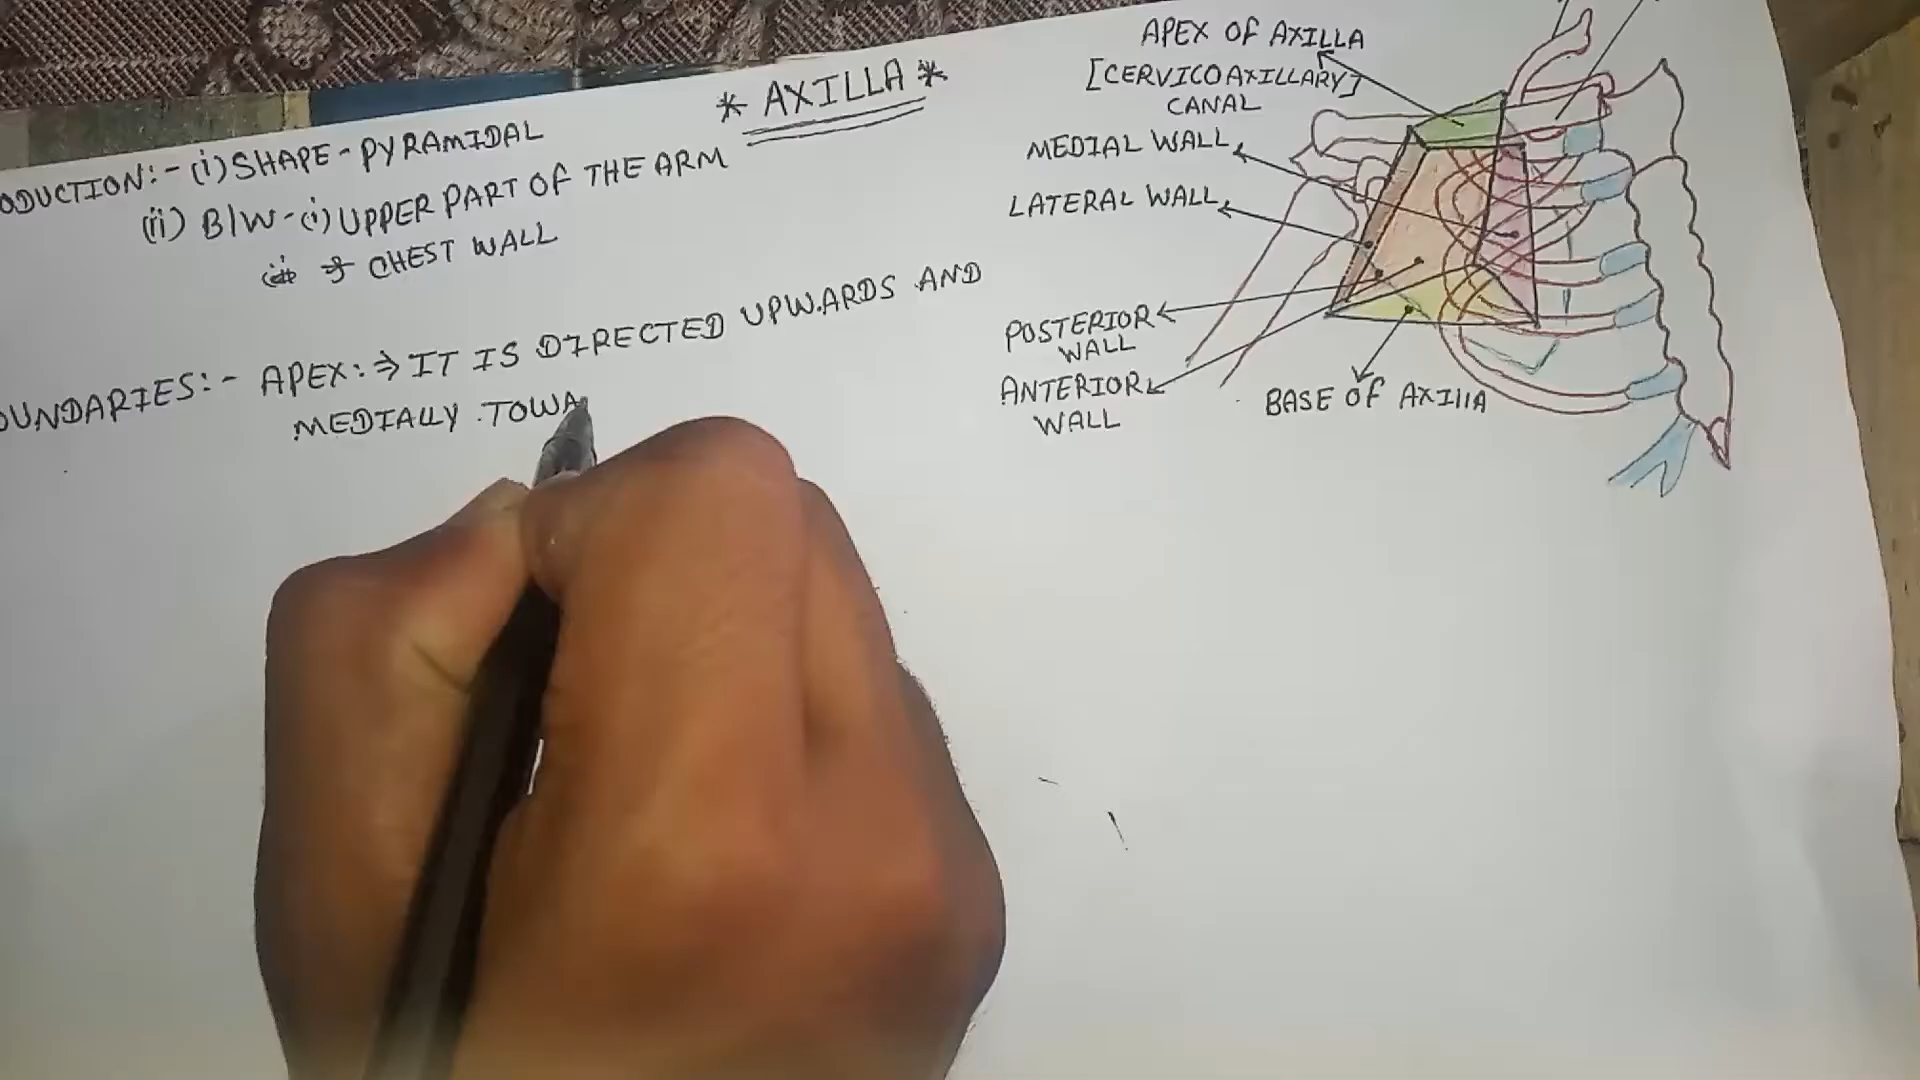 * AXILLA *
ODUCTION:- (i) SHAPE - PYRAMIDAL
(ii) B/W - (i) UPPER PART OF THE ARM
CHEST WALL
OUNDARIES:- APEX:⇒ IT IS DIRECTED UPWARDS AND
MEDIALLY TOWA
APEX OF AXILLA
[CERVICOAXILLARY]
CANAL
MEDIAL WALL
LATERAL WALL
POSTERIOR
WALL
ANTERIOR
WALL
BASE OF AXIllA